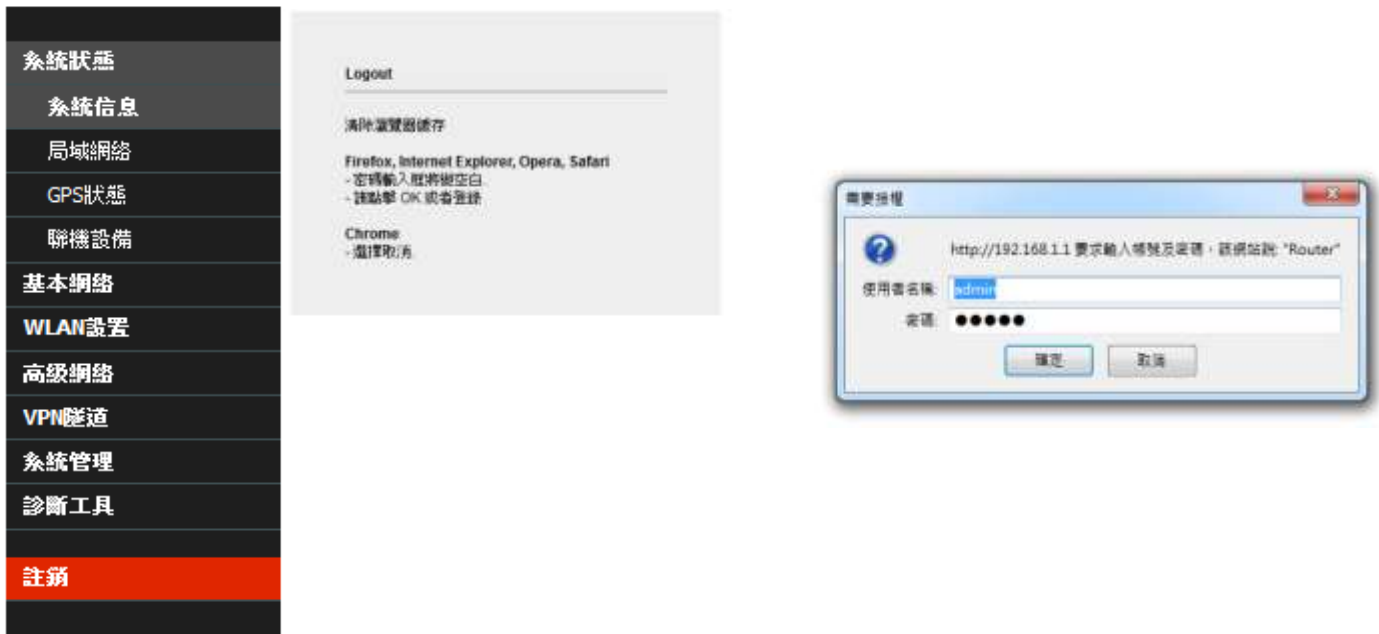 系統狀態
系統信息
局域網絡
GPS狀態
聯機設備
基本網絡
WLAN設置
高級網絡
VPN隧道
系統管理
診斷工具
註銷
Logout
清除瀏覽器緩存
Firefox, Internet Explorer, Opera, Safari
- 密碼輸入框將變空白
- 請點擊 OK 或者登錄
Chrome
- 選擇取消
需要授權
http://192.168.1.1 要求輸入帳號及密碼，該網站說: "Router"
使用者名稱: admin
密碼: ●●●●●
確定 取消